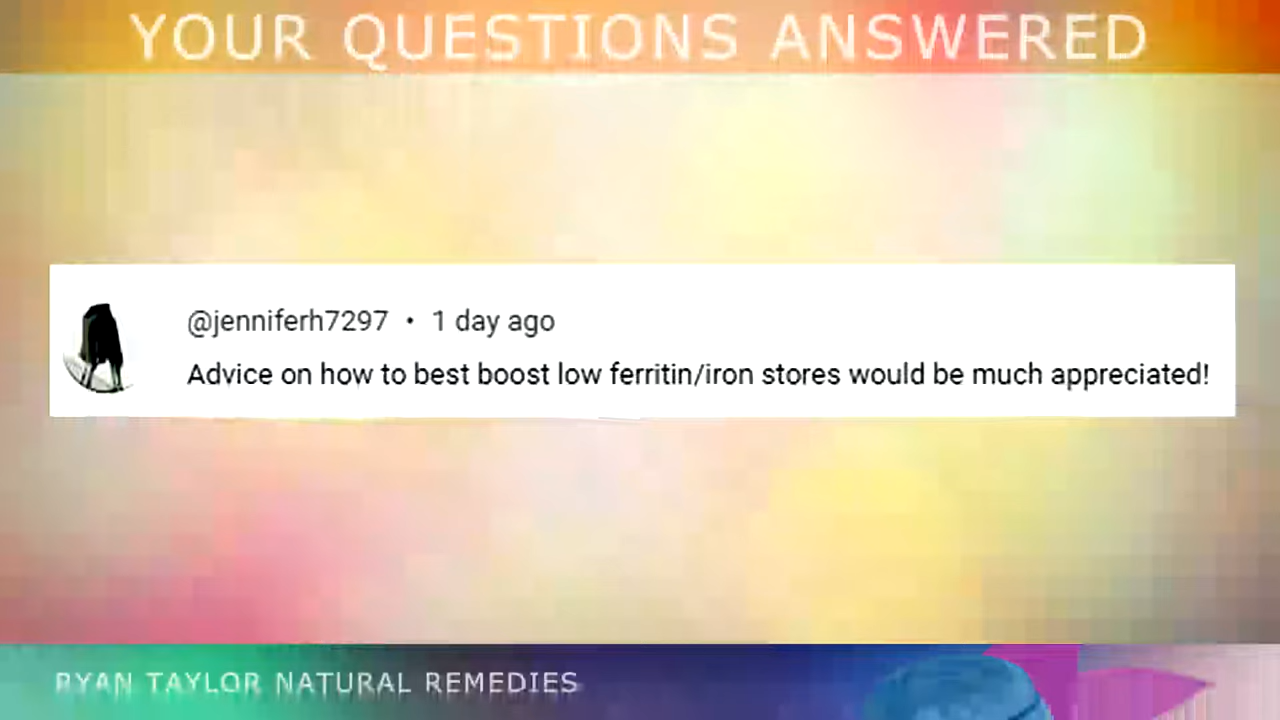 YOUR QUESTIONS ANSWERED
@jenniferh7297 • 1 day ago
Advice on how to best boost low ferritin/iron stores would be much appreciated!
RYAN TAYLOR NATURAL REMEDIES